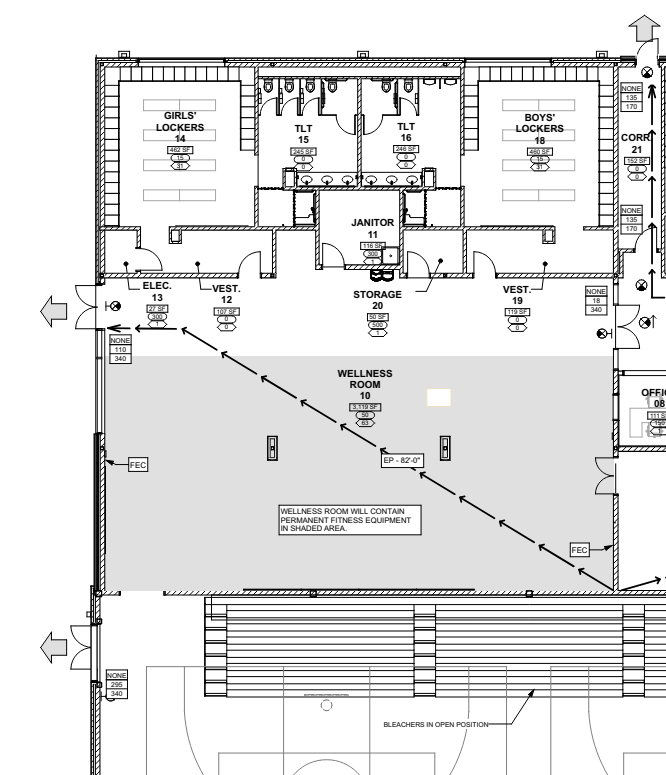 NONE
135
170
GIRLS'
LOCKERS
14
462 SF
15
31
TLT
15
245 SF
0
0
TLT
16
246 SF
0
0
BOYS'
LOCKERS
18
460 SF
15
31
CORR.
21
152 SF
0
0
NONE
135
170
JANITOR
11
116 SF
300
1
ELEC.
13
27 SF
300
1
VEST.
12
107 SF
0
0
STORAGE
20
50 SF
500
1
VEST.
19
119 SF
0
0
NONE
18
340
NONE
110
340
WELLNESS
ROOM
10
3,119 SF
50
63
OFFI
08
111 S
150
EP - 82'-0"
FEC
WELLNESS ROOM WILL CONTAIN
PERMANENT FITNESS EQUIPMENT
IN SHADED AREA.
FEC
NONE
295
340
BLEACHERS IN OPEN POSITION